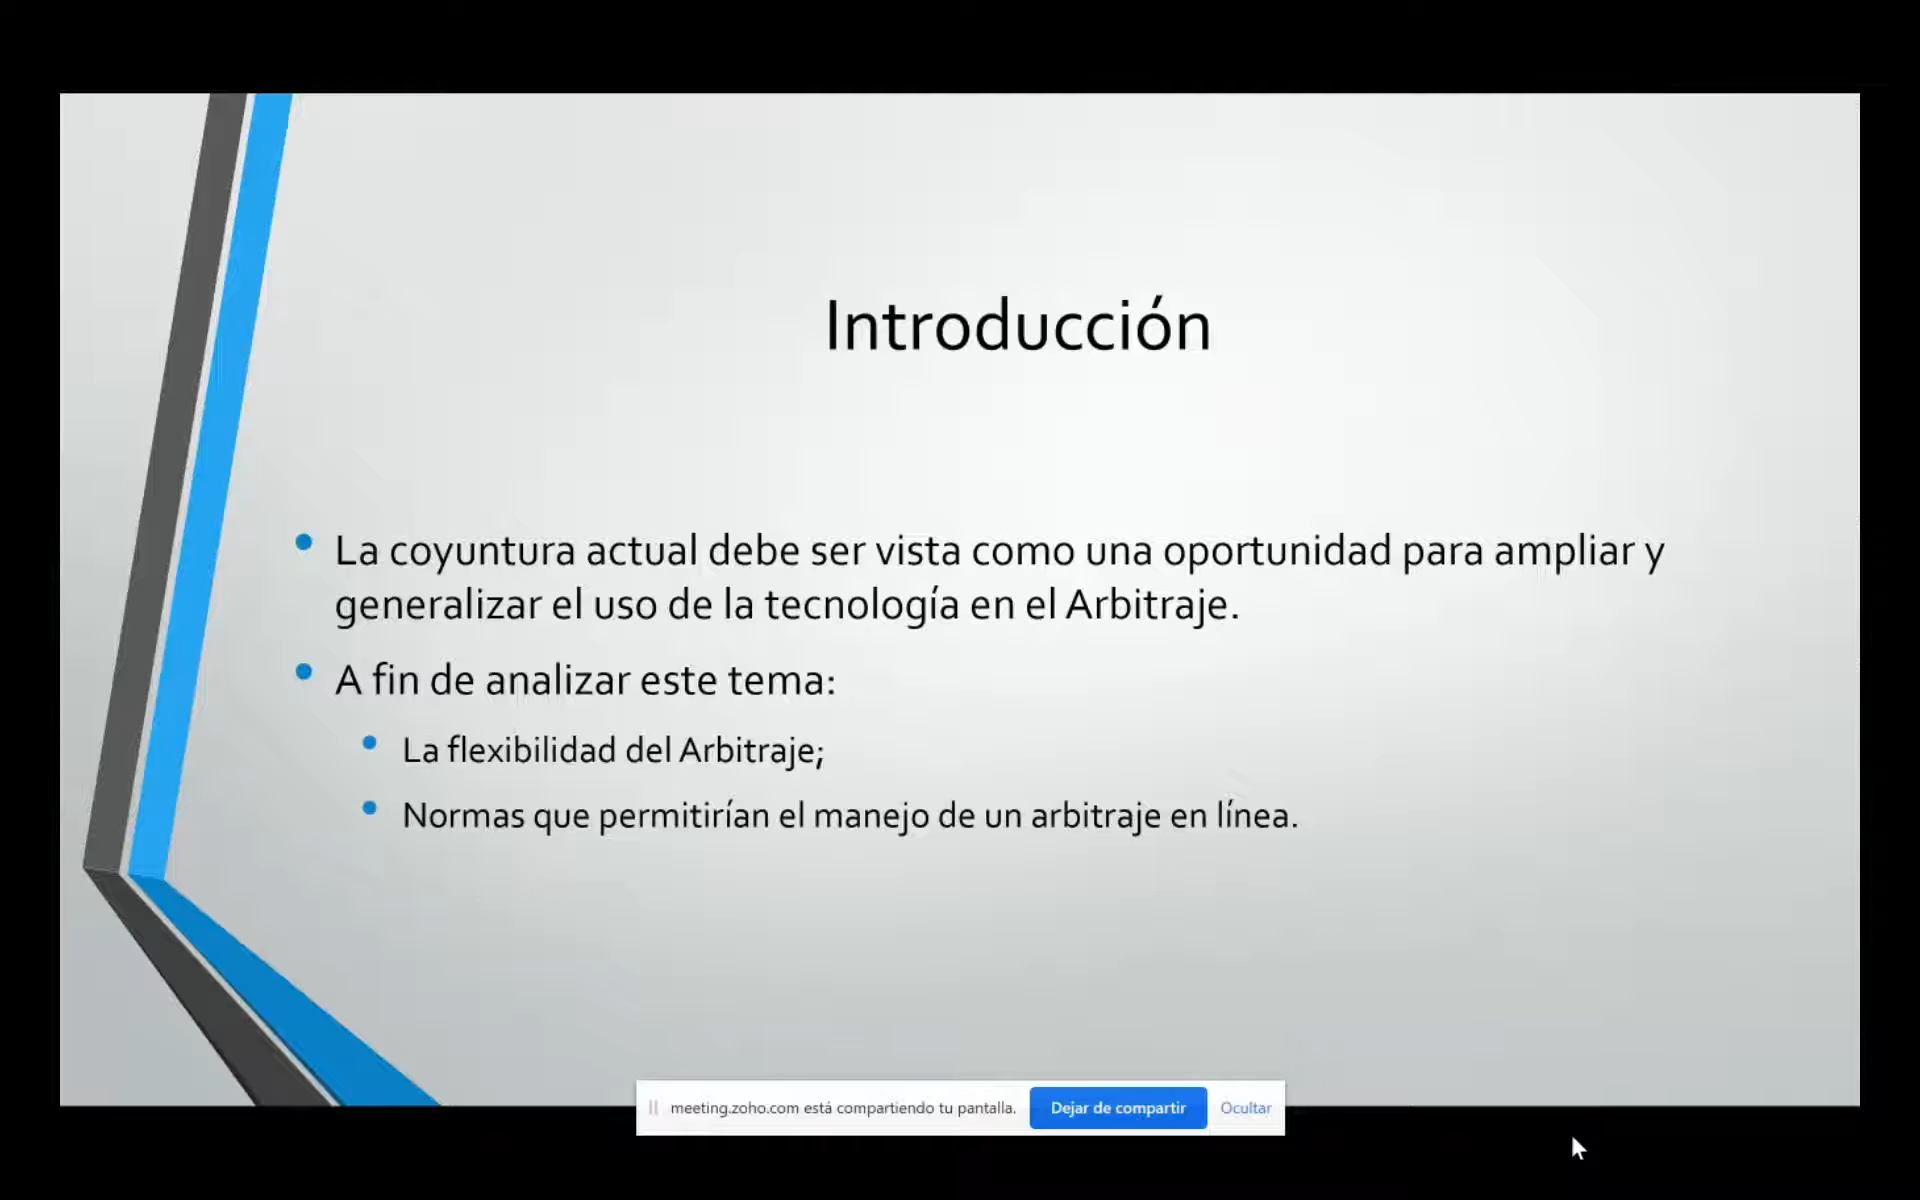 Introducción
La coyuntura actual debe ser vista como una oportunidad para ampliar y
generalizar el uso de la tecnología en el Arbitraje.
A fin de analizar este tema:
La flexibilidad del Arbitraje;
Normas que permitirían el manejo de un arbitraje en línea.
meeting.zoho.com está compartiendo tu pantalla. Dejar de compartir Ocultar